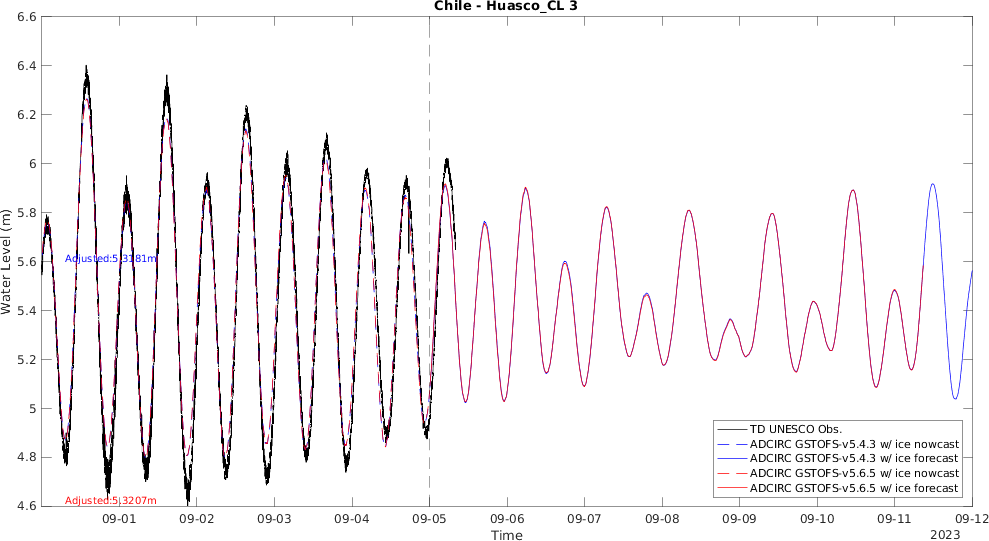 Chile - Huasco_CL 3
6.6
6.4
6.2
6
5.8
5.6
5.4
5.2
5
4.8
4.6
Water Level (m)
Adjusted:5.3181m
Adjusted:5.3207m
TD UNESCO Obs.
ADCIRC GSTOFS-v5.4.3 w/ ice nowcast
ADCIRC GSTOFS-v5.4.3 w/ ice forecast
ADCIRC GSTOFS-v5.6.5 w/ ice nowcast
ADCIRC GSTOFS-v5.6.5 w/ ice forecast
09-01 09-02 09-03 09-04 09-05 09-06 09-07 09-08 09-09 09-10 09-11 09-12
Time
2023